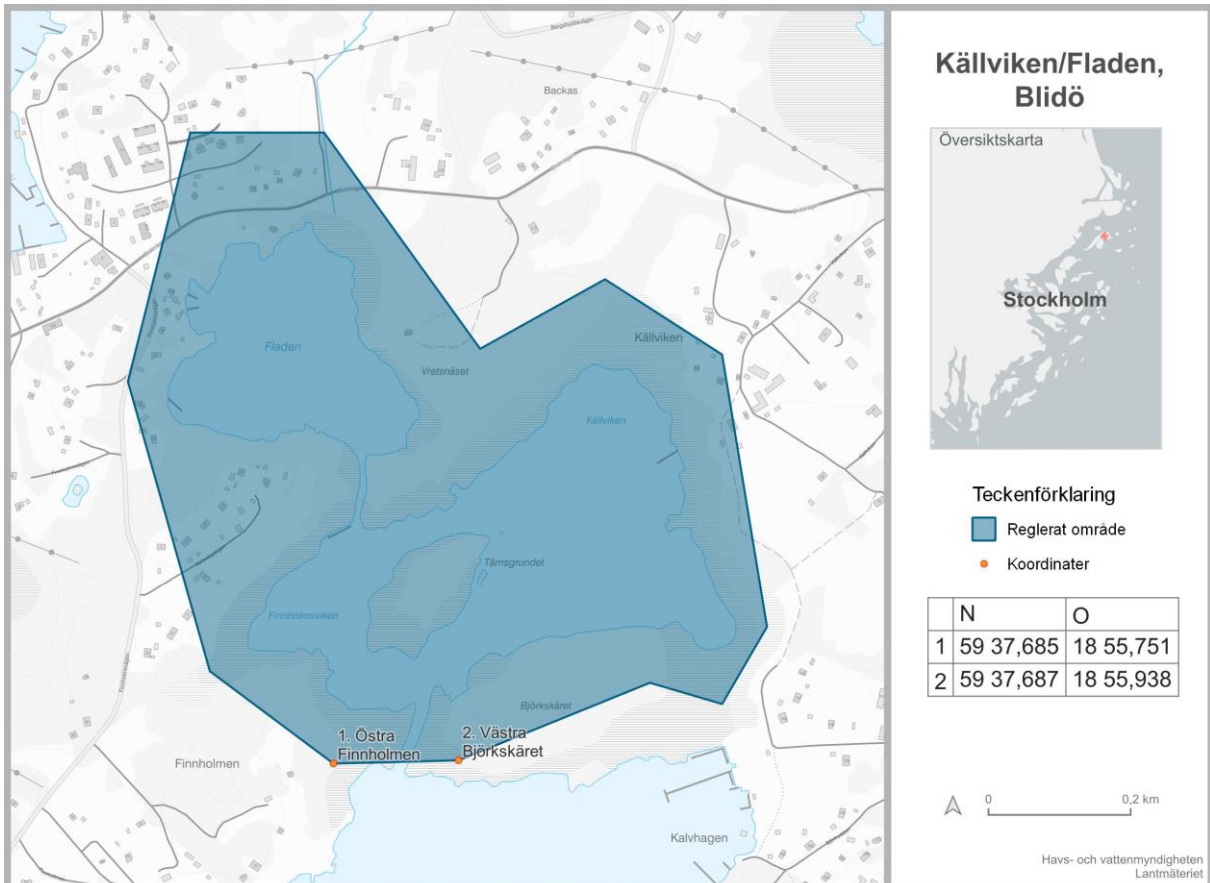 Källviken/Fladen,
Blidö
Översiktskarta
Stockholm
Teckenförklaring
Reglerat område
Koordinater
N O
1 59 37,685 18 55,751
2 59 37,687 18 55,938
0 0,2 km
Havs- och vattenmyndigheten
Lantmäteriet
Backas
Fladen
Vretsnäset
Källviken
Källviken
Tärnsgrundet
Finnholmsviken
Björkskäret
1. Östra
Finnholmen
2. Västra
Björkskäret
Finnholmen
Kalvhagen